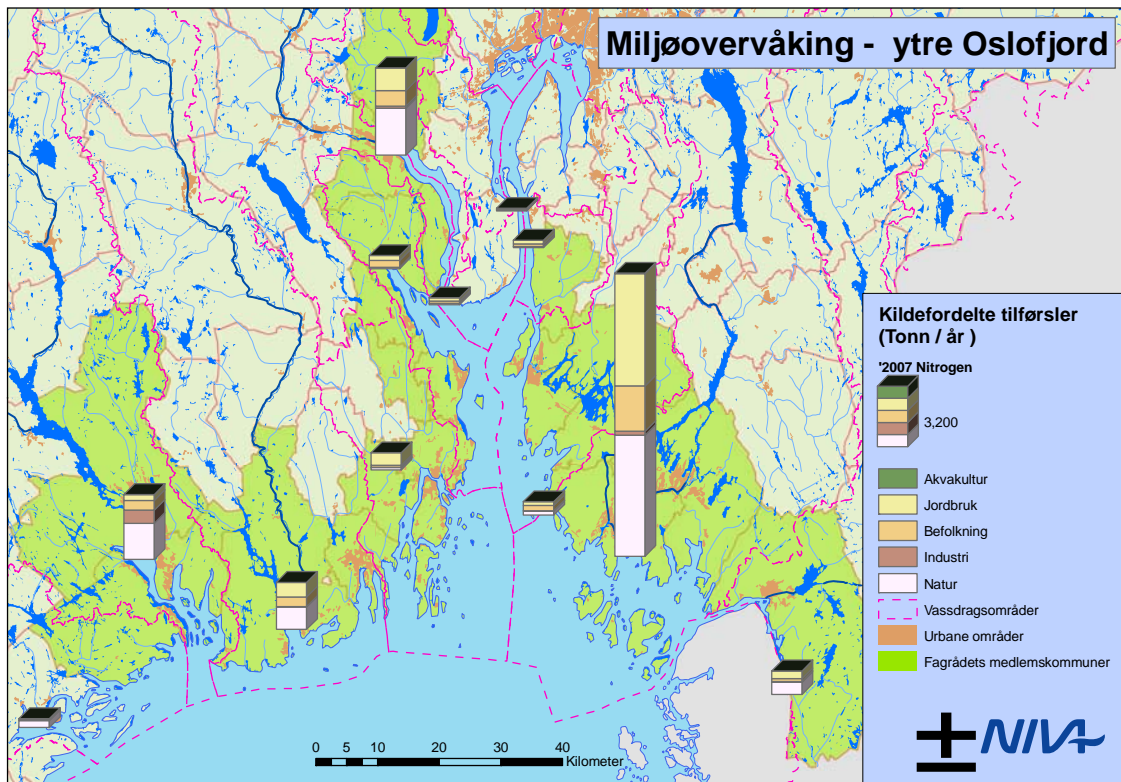 Miljøovervåking -  ytre Oslofjord
Kildefordelte tilførsler
(Tonn / år )
'2007 Nitrogen
3,200
Akvakultur
Jordbruk
Befolkning
Industri
Natur
Vassdragsområder
Urbane områder
Fagrådets medlemskommuner
0 5 10 20 30 40
Kilometer
NIVA